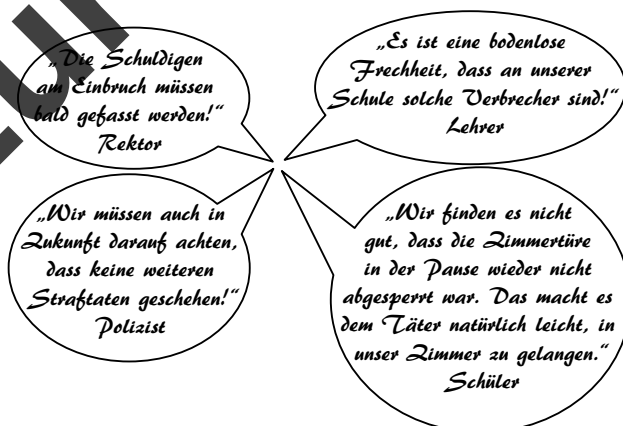 „Die Schuldigen
am Einbruch müssen
bald gefasst werden!“
Rektor
„Es ist eine bodenlose
Frechheit, dass an unserer
Schule solche Verbrecher sind!“
Lehrer
„Wir müssen auch in
Zukunft darauf achten,
dass keine weiteren
Straftaten geschehen!“
Polizist
„Wir finden es nicht
gut, dass die Zimmertüre
in der Pause wieder nicht
abgesperrt war. Das macht es
dem Täter natürlich leicht, in
unser Zimmer zu gelangen.“
Schüler